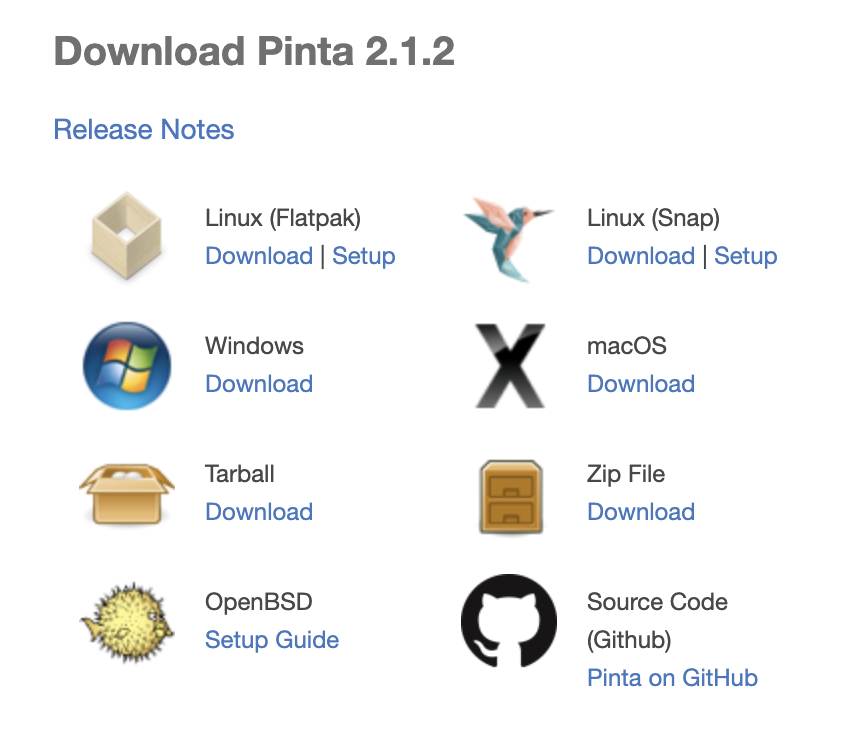 Download Pinta 2.1.2
Release Notes
Linux (Flatpak)
Download | Setup
Linux (Snap)
Download | Setup
Windows
Download
macOS
Download
Tarball
Download
Zip File
Download
OpenBSD
Setup Guide
Source Code
(Github)
Pinta on GitHub